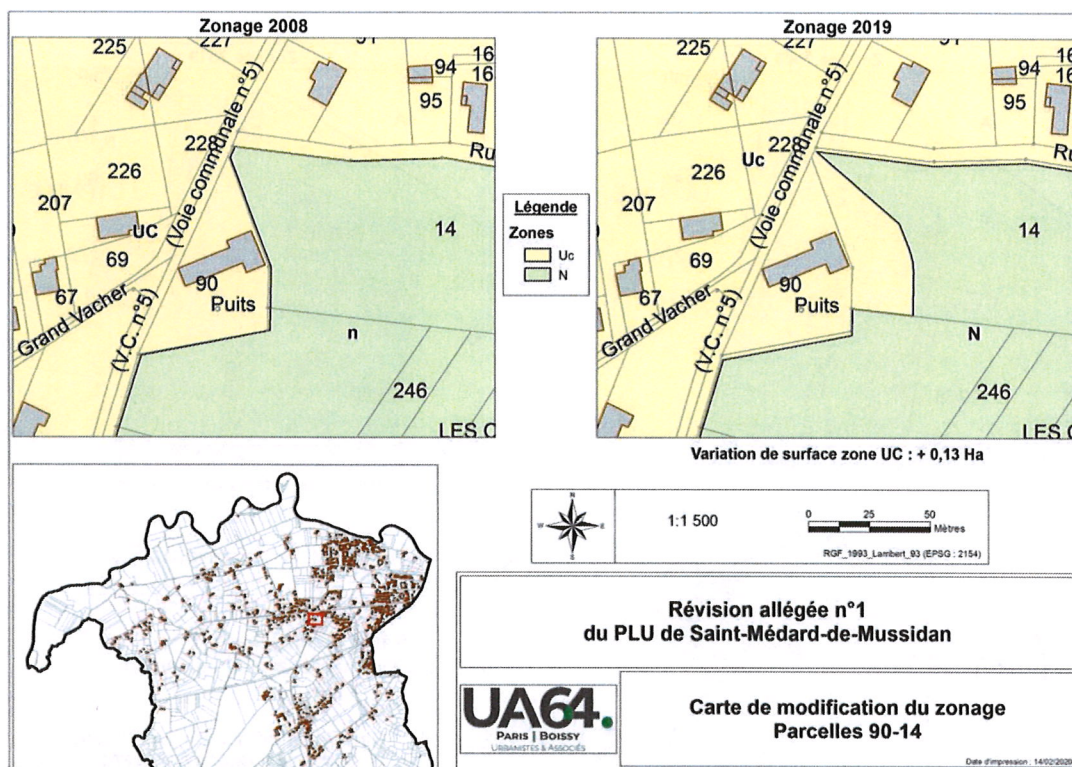 Zonage 2008
225
227
228
(Voie communale n°5)
94
16
16
95
Ru
226
207
UC
14
69
90
67
Puits
Grand Vacher
(V.C. n°5)
n
246
LES C
Légende
Zones
Uc
N
Zonage 2019
225
227
228
(Voie communale n°5)
94
16
16
95
Ru
Uc
226
207
14
69
90
67
Puits
Grand Vacher
(V.C. n°5)
N
246
LES C
Variation de surface zone UC : + 0,13 Ha
N
W E
S
1:1 500
0 25 50
Mètres
RGF_1993_Lambert_93 (EPSG : 2154)
Révision allégée n°1
du PLU de Saint-Médard-de-Mussidan
UA64.
PARIS | BOISSY
URBANISTES & ASSOCIÉS
Carte de modification du zonage
Parcelles 90-14
Date d'impression : 14/02/2020